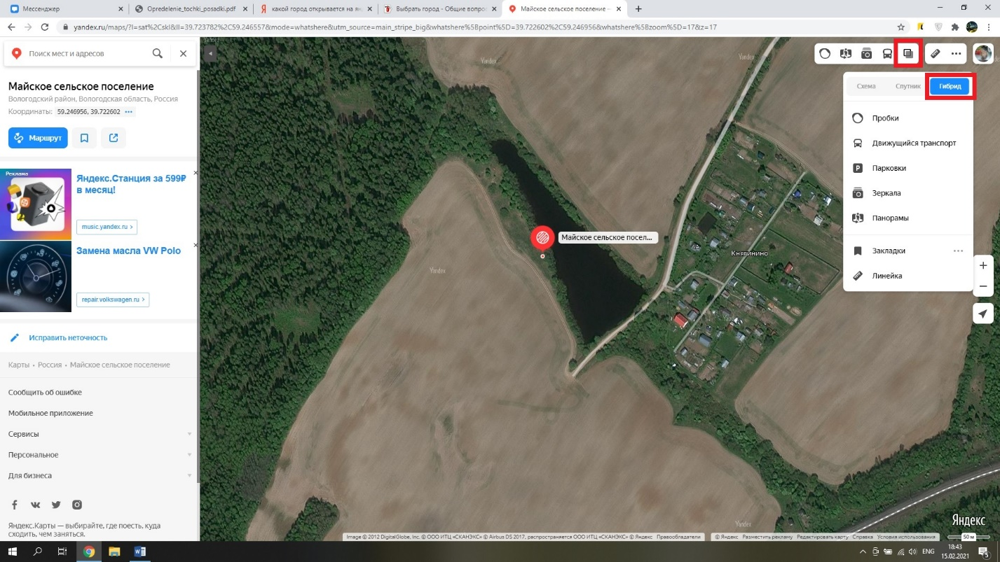 Мессенджер
Opredelenie_tochki_posadki.pdf
какой город открывается на ян
Выбрать город - Общие вопрос
Майское сельское поселение —
yandex.ru/maps/?l=sat%2Cskl&ll=39.723782%2C59.246557&mode=whatshere&utm_source=main_stripe_big&whatshere%5Bpoint%5D=39.722602%2C59.246956&whatshere%5Bzoom%5D=17&z=17
Поиск мест и адресов
Майское сельское поселение
Вологодский район, Вологодская область, Россия
Координаты: 59.246956, 39.722602
Маршрут
Реклама
Яндекс.Станция за 599₽
в месяц!
music.yandex.ru >
Замена масла VW Polo
repair.volkswagen.ru >
Исправить неточность
Карты • Россия • Майское сельское поселение
Сообщить об ошибке
Мобильное приложение
Сервисы
Персональное
Для бизнеса
Яндекс.Карты — выбирайте, где поесть, куда
сходить, чем заняться.
Yandex
Yandex
Yandex
Майское сельское посел...
Yandex
Княгинино
Yandex
Схема
Спутник
Гибрид
Пробки
Движущийся транспорт
Парковки
Зеркала
Панорамы
Закладки
Линейка
Яндекс
Image © 2012 DigitalGlobe, Inc. © ООО ИТЦ «СКАНЭКС» © Airbus DS 2017, распространяется ООО ИТЦ «СКАНЭКС» © Яндекс Правообладатели
© Яндекс Разместить рекламу Редактировать карту Справка Условия использования
50 м
ENG
18:43
15.02.2021
5